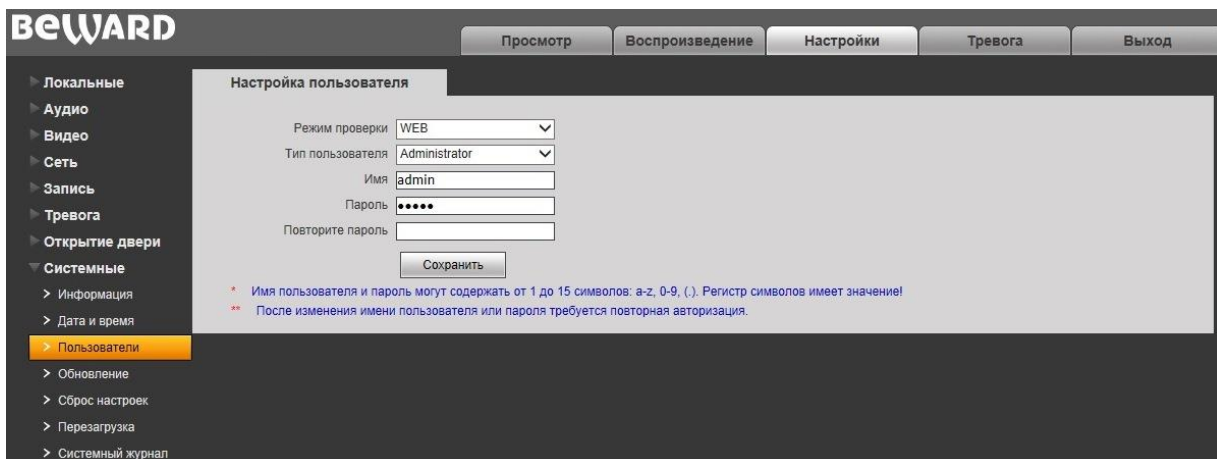 BEWARD
Просмотр Воспроизведение Настройки Тревога Выход
Локальные
Аудио
Видео
Сеть
Запись
Тревога
Открытие двери
Системные
> Информация
> Дата и время
> Пользователи
> Обновление
> Сброс настроек
> Перезагрузка
> Системный журнал
Настройка пользователя
Режим проверки WEB
Тип пользователя Administrator
Имя admin
Пароль •••••
Повторите пароль
Сохранить
* Имя пользователя и пароль могут содержать от 1 до 15 символов: a-z, 0-9, (.). Регистр символов имеет значение!
** После изменения имени пользователя или пароля требуется повторная авторизация.